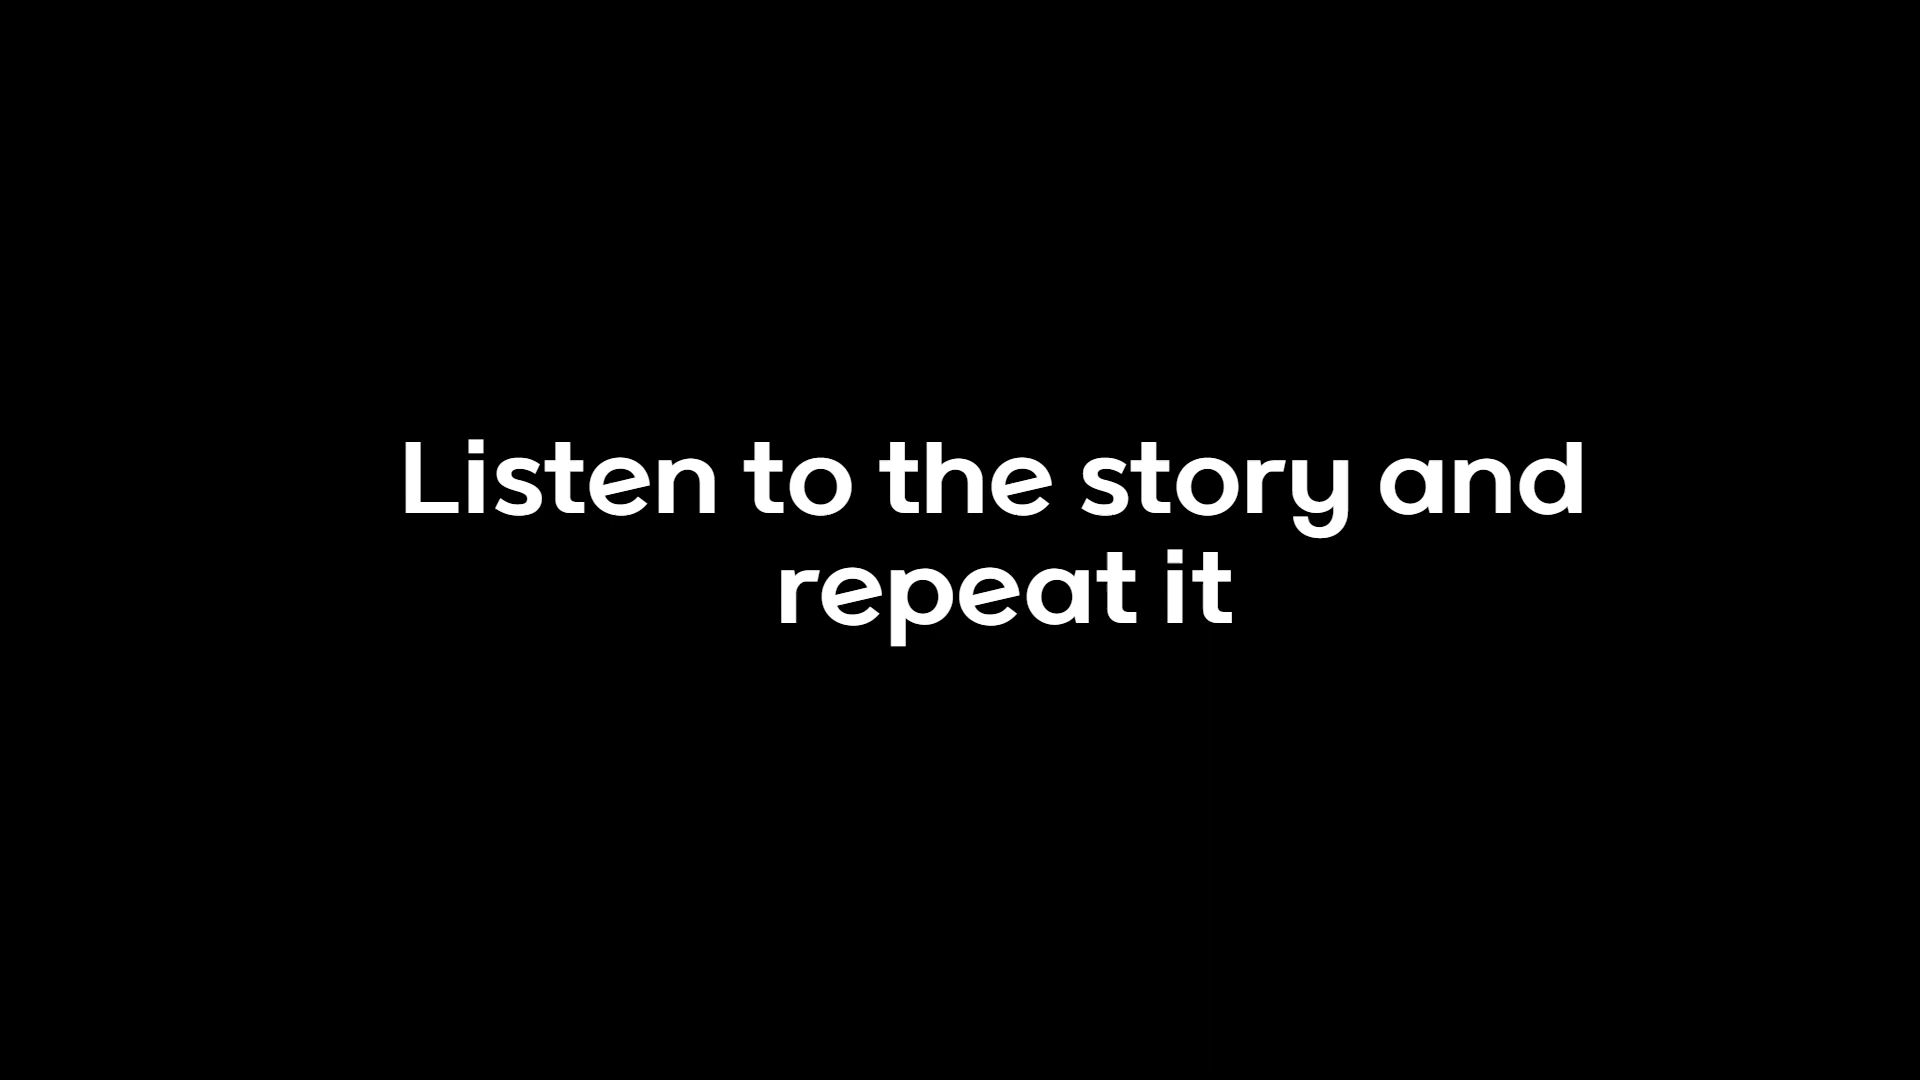 Listen to the story and
repeat it